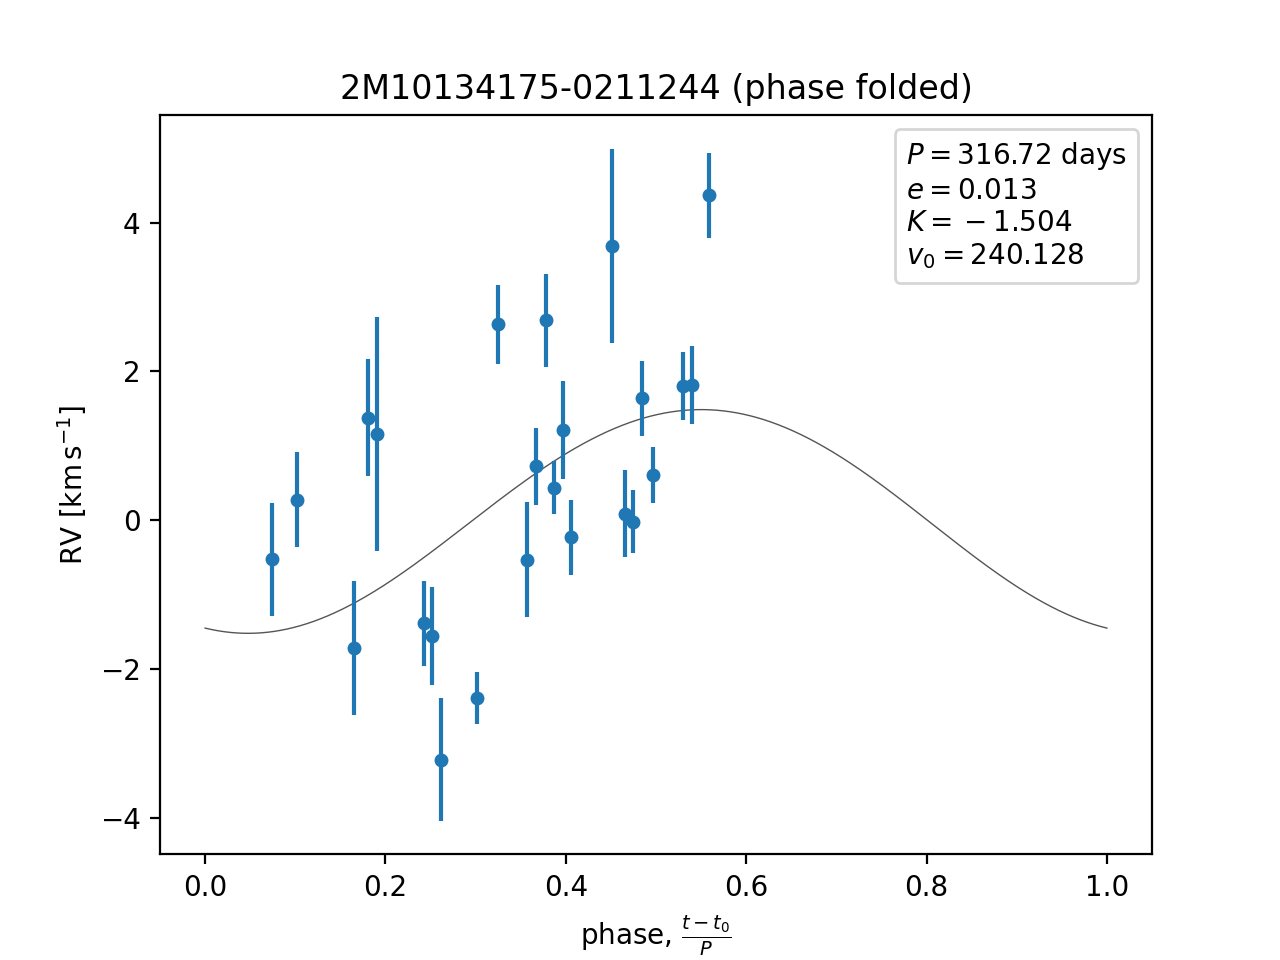 2M10134175-0211244 (phase folded)
P = 316.72 days
e = 0.013
K = −1.504
v₀ = 240.128
4
2
0
−2
−4
RV [km s⁻¹]
0.0 0.2 0.4 0.6 0.8 1.0
phase, (t − t₀)/P